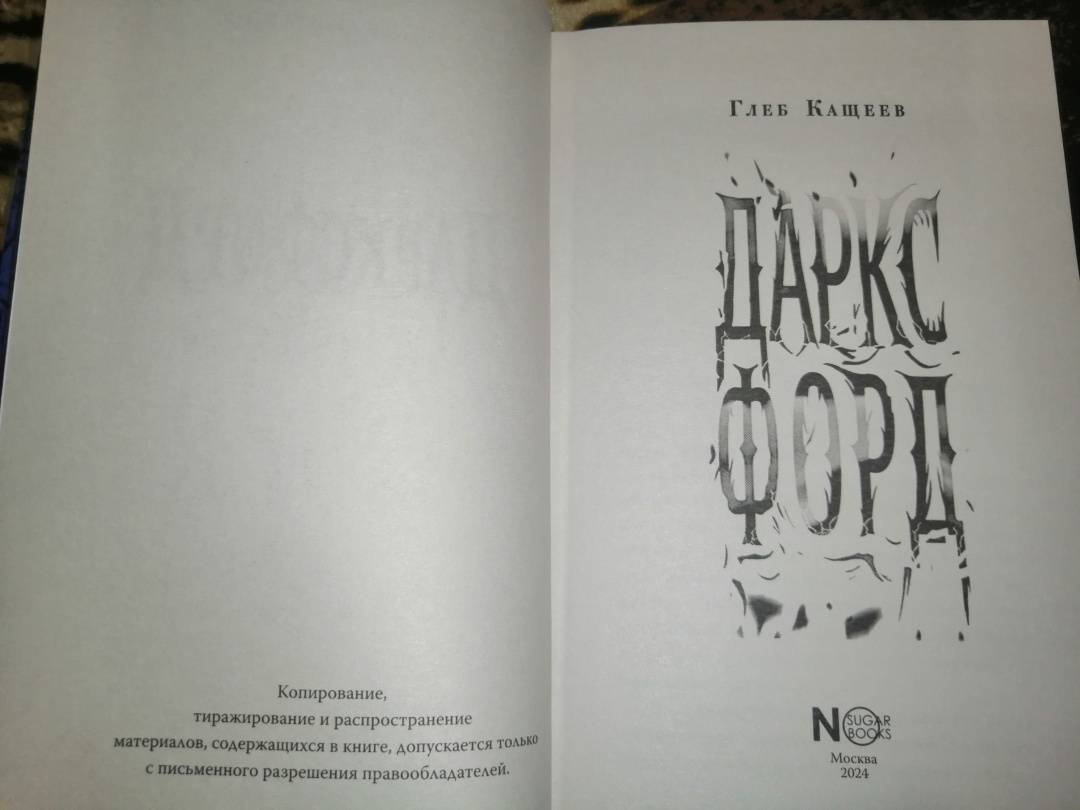 Копирование,
тиражирование и распространение
материалов, содержащихся в книге, допускается только
с письменного разрешения правообладателей.
Глеб Кащеев
ДАРКС
ФОРД
NO SUGAR
BOOKS
Москва
2024